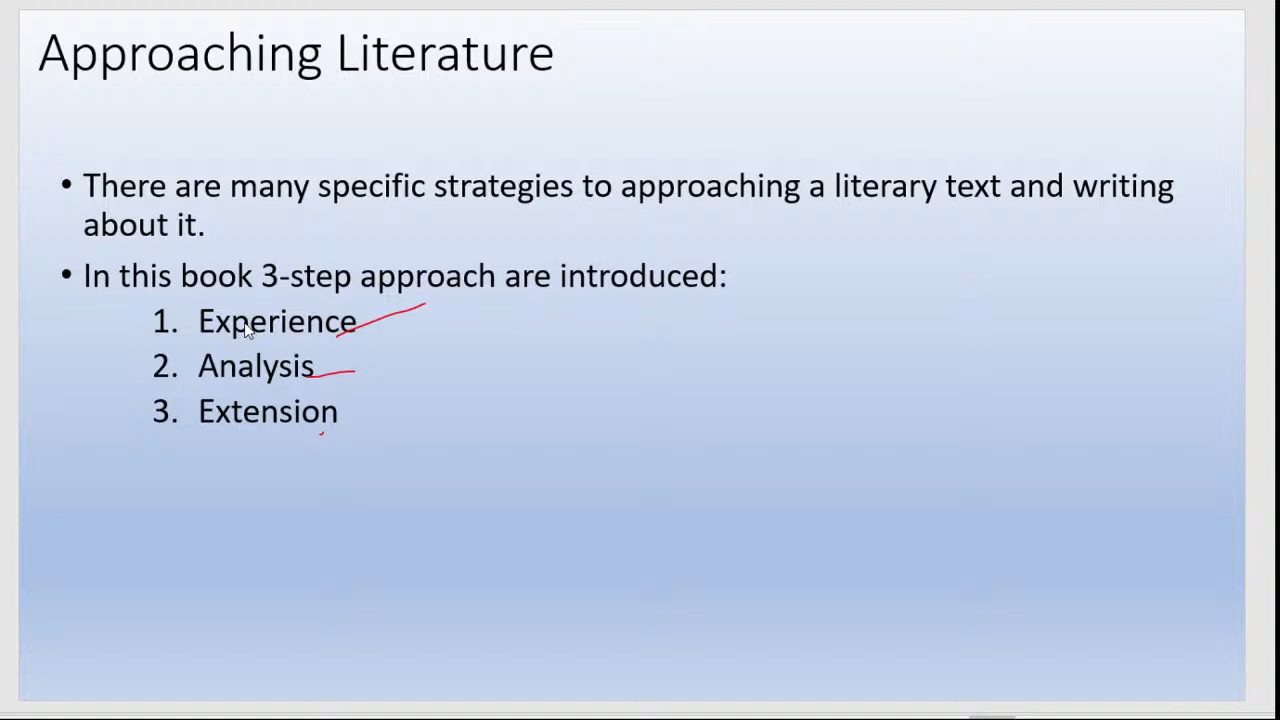 Approaching Literature
• There are many specific strategies to approaching a literary text and writing
about it.
• In this book 3-step approach are introduced:
1. Experience
2. Analysis
3. Extension